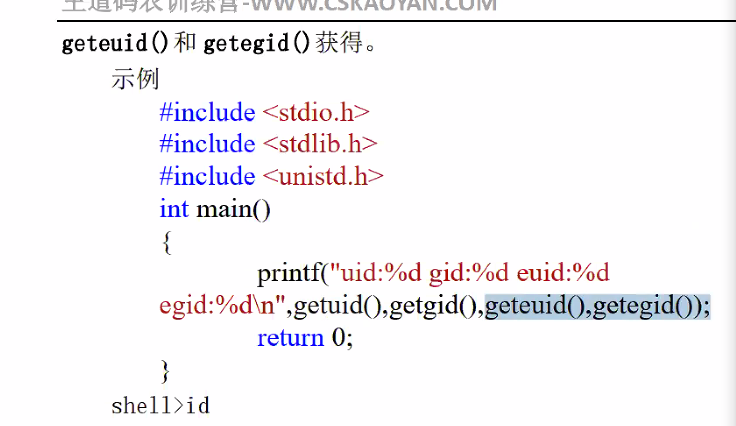 王道码农训练营-WWW.CSKAOYAN.COM
geteuid()和 getegid()获得。
示例
#include <stdio.h>
#include <stdlib.h>
#include <unistd.h>
int main()
{
printf("uid:%d gid:%d euid:%d
egid:%d\n",getuid(),getgid(),geteuid(),getegid());
return 0;
}
shell>id